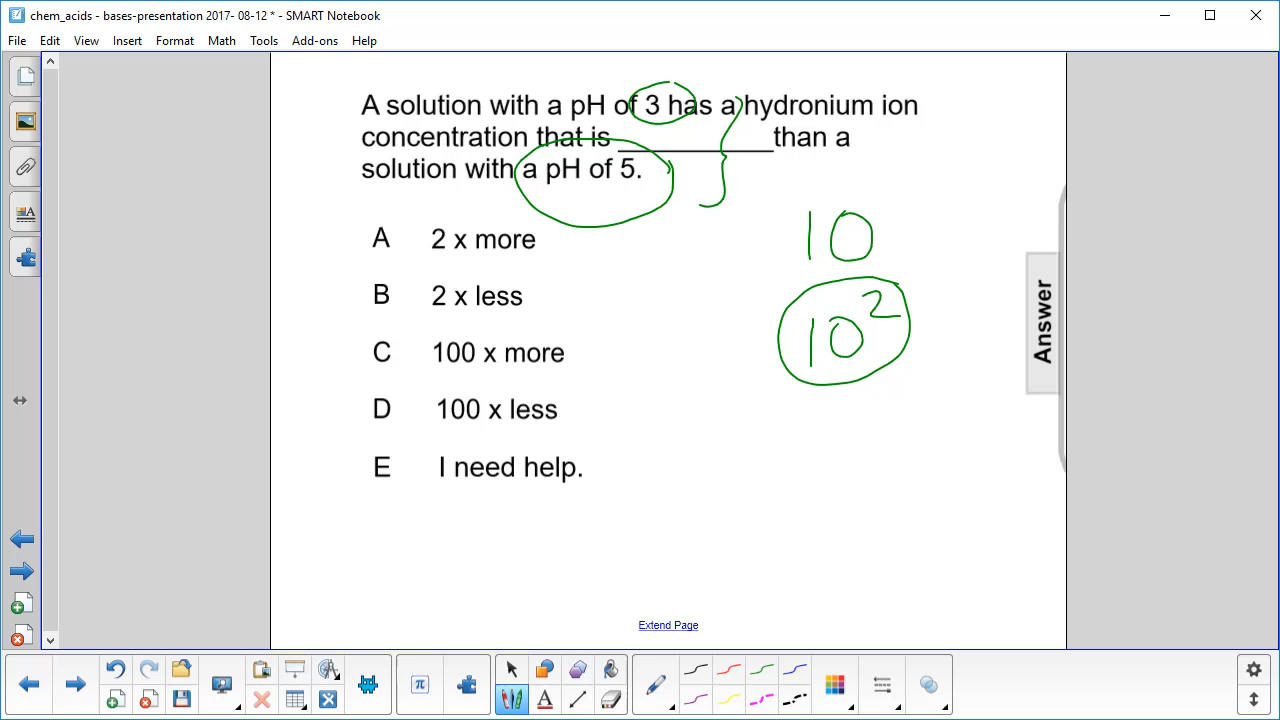 chem_acids - bases-presentation 2017- 08-12 * - SMART Notebook
File Edit View Insert Format Math Tools Add-ons Help
A solution with a pH of 3 has a hydronium ion
concentration that is ____________than a
solution with a pH of 5.
A 2 x more
B 2 x less
C 100 x more
D 100 x less
E I need help.
10
10²
Answer
Extend Page
π
A